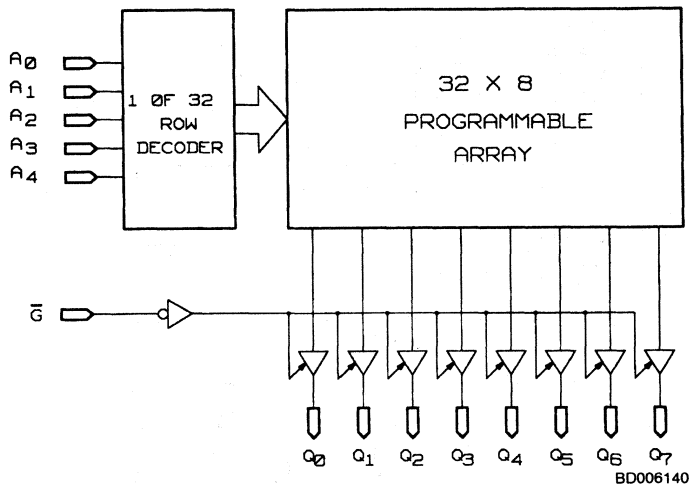 A0
A1
A2
A3
A4
1 OF 32
ROW
DECODER
32 X 8
PROGRAMMABLE
ARRAY
G̅
Q0 Q1 Q2 Q3 Q4 Q5 Q6 Q7
BD006140